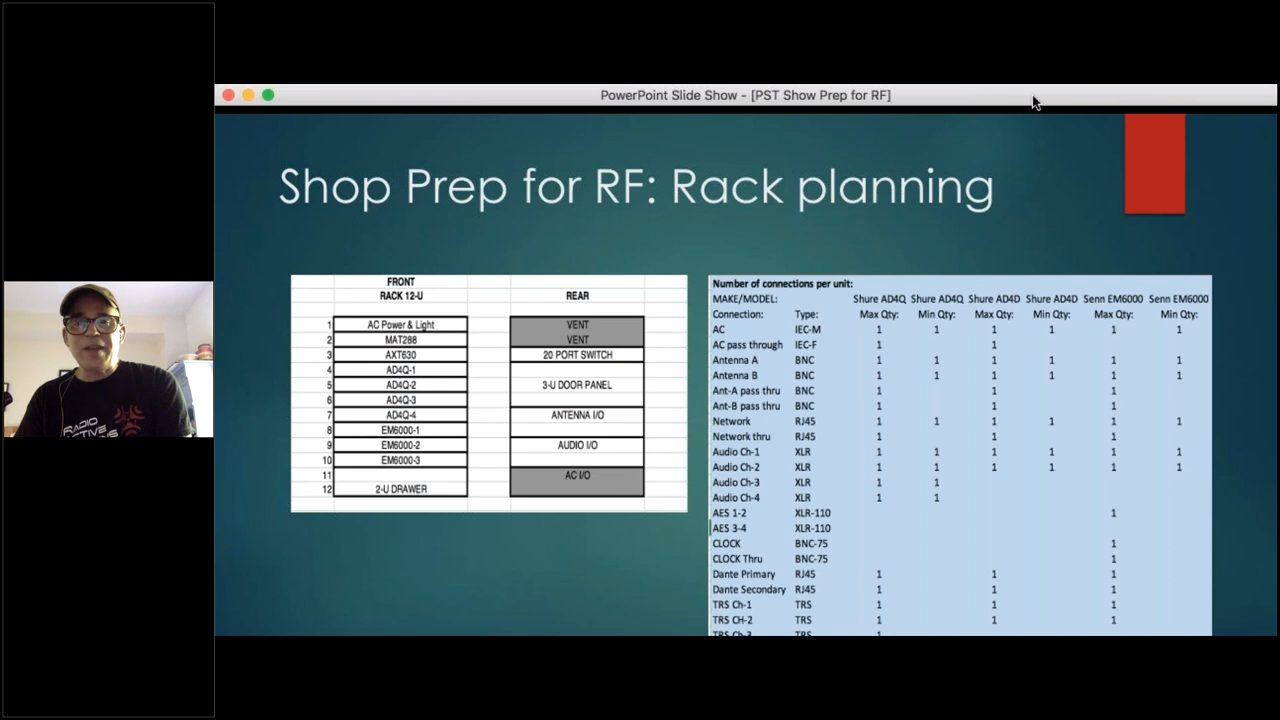 PowerPoint Slide Show - [PST Show Prep for RF]
Shop Prep for RF: Rack planning
FRONT
RACK 12-U REAR
1 AC Power & Light VENT
2 MAT288 VENT
3 AXT630 20 PORT SWITCH
4 AD4Q-1
5 AD4Q-2 3-U DOOR PANEL
6 AD4Q-3
7 AD4Q-4 ANTENNA I/O
8 EM6000-1
9 EM6000-2 AUDIO I/O
10 EM6000-3
11 AC I/O
12 2-U DRAWER
Number of connections per unit:
MAKE/MODEL: Shure AD4Q Shure AD4Q Shure AD4D Shure AD4D Senn EM6000 Senn EM6000
Connection: Type: Max Qty: Min Qty: Max Qty: Min Qty: Max Qty: Min Qty:
AC IEC-M 1 1 1 1 1 1
AC pass through IEC-F 1 1
Antenna A BNC 1 1 1 1 1 1
Antenna B BNC 1 1 1 1 1 1
Ant-A pass thru BNC 1 1 1
Ant-B pass thru BNC 1 1 1
Network RJ45 1 1 1 1 1 1
Network thru RJ45 1 1 1
Audio Ch-1 XLR 1 1 1 1 1 1
Audio Ch-2 XLR 1 1 1 1 1 1
Audio Ch-3 XLR 1 1
Audio Ch-4 XLR 1 1
AES 1-2 XLR-110 1
AES 3-4 XLR-110
CLOCK BNC-75 1
CLOCK Thru BNC-75 1
Dante Primary RJ45 1 1 1
Dante Secondary RJ45 1 1 1
TRS Ch-1 TRS 1 1 1
TRS Ch-2 TRS 1 1 1
TRS Ch-3 TRS 1
RADIO